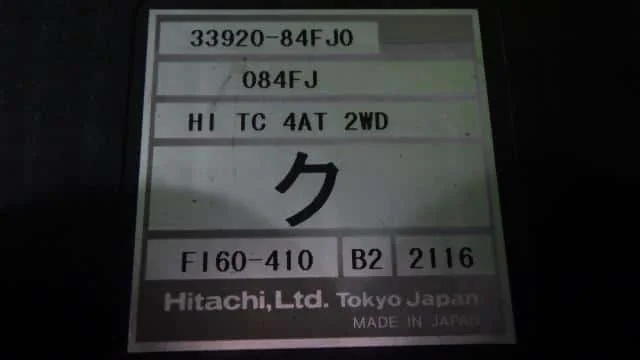 33920-84FJ0
084FJ
HI TC 4AT 2WD
ク
FI60-410 B2 2116
Hitachi,Ltd. Tokyo Japan
MADE IN JAPAN